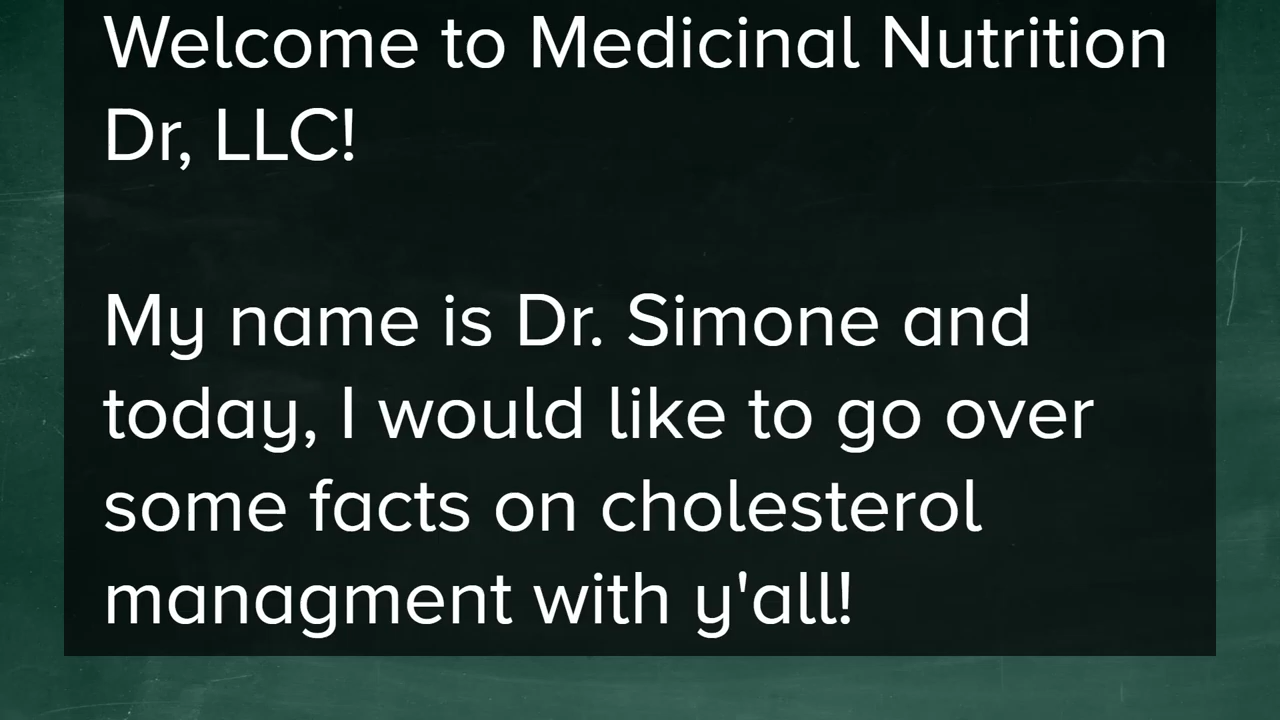 Welcome to Medicinal Nutrition
Dr, LLC!
My name is Dr. Simone and
today, I would like to go over
some facts on cholesterol
managment with y'all!